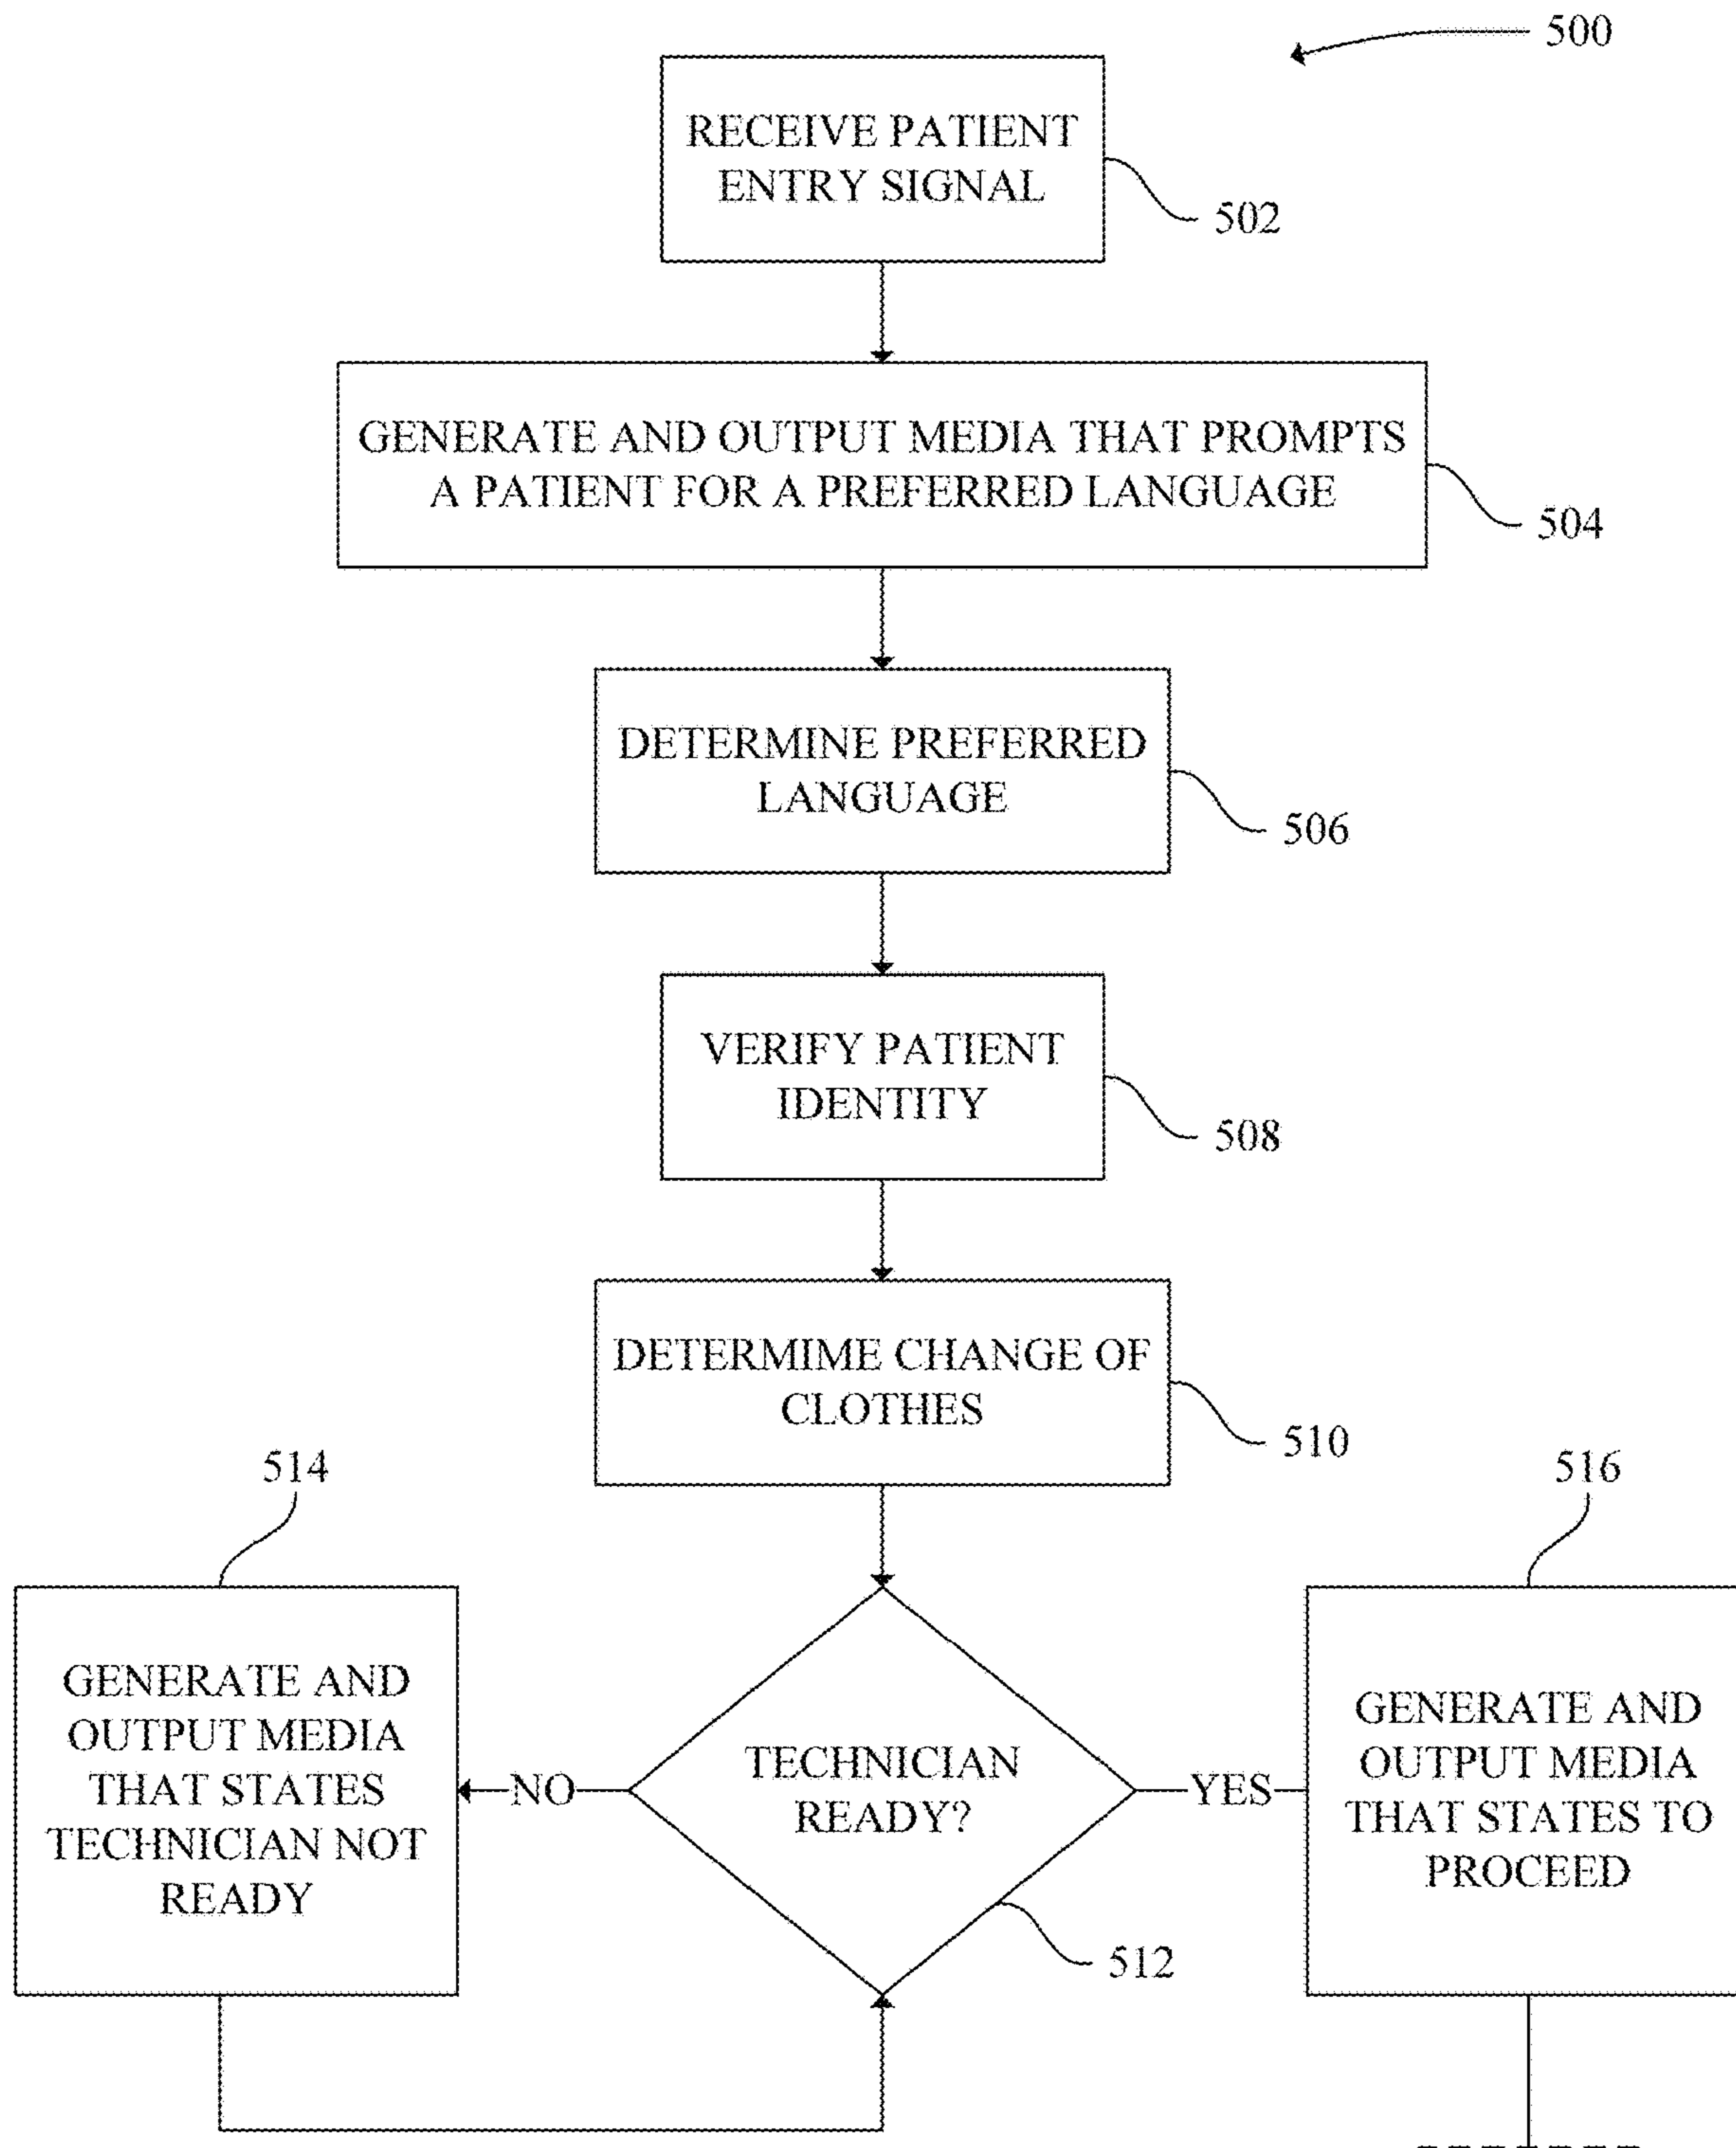 500
RECEIVE PATIENT
ENTRY SIGNAL
502
GENERATE AND OUTPUT MEDIA THAT PROMPTS
A PATIENT FOR A PREFERRED LANGUAGE
504
DETERMINE PREFERRED
LANGUAGE
506
VERIFY PATIENT
IDENTITY
508
DETERMIME CHANGE OF
CLOTHES
510
514
516
GENERATE AND
OUTPUT MEDIA
THAT STATES
TECHNICIAN NOT
READY
NO
TECHNICIAN
READY?
YES
512
GENERATE AND
OUTPUT MEDIA
THAT STATES TO
PROCEED